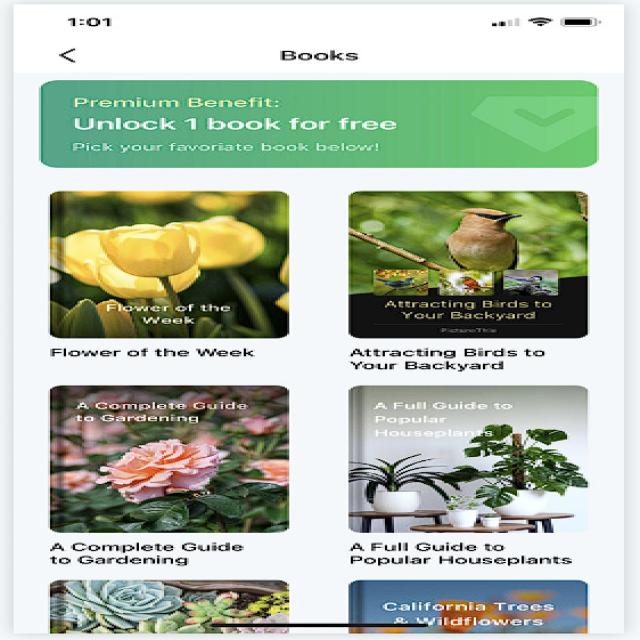 1:01
Books
Premium Benefit:
Unlock 1 book for free
Pick your favoriate book below!
Flower of the
Week
Flower of the Week
Attracting Birds to
Your Backyard
PictureThis
Attracting Birds to
Your Backyard
A Complete Guide
to Gardening
A Complete Guide
to Gardening
A Full Guide to
Popular
Houseplants
A Full Guide to
Popular Houseplants
California Trees
& Wildflowers